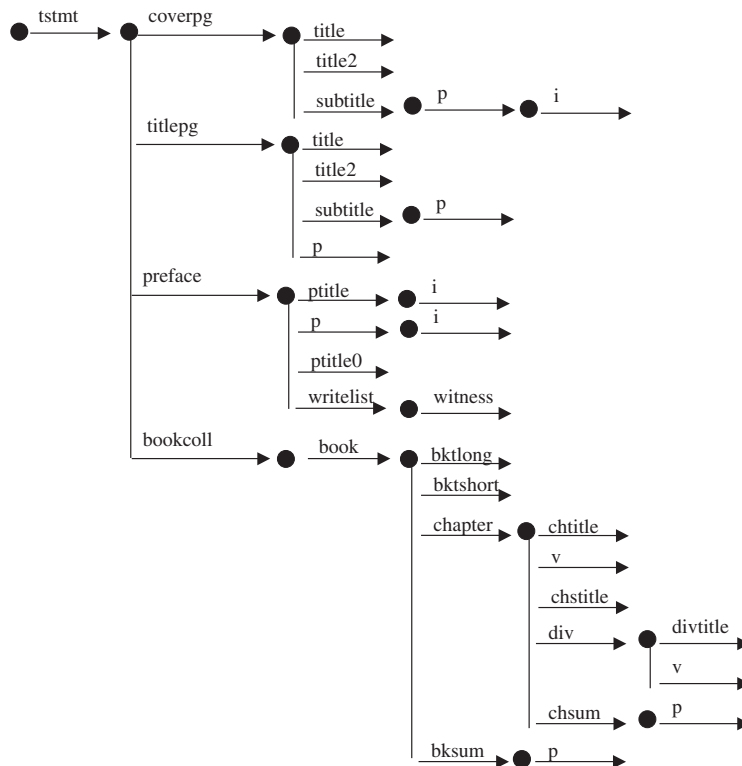 tstmt coverpg title
title2
subtitle p i
titlepg title
title2
subtitle p
p
preface ptitle i
p i
ptitle0
writelist witness
bookcoll book bktlong
bktshort
chapter chtitle
v
chstitle
div divtitle
v
chsum p
bksum p